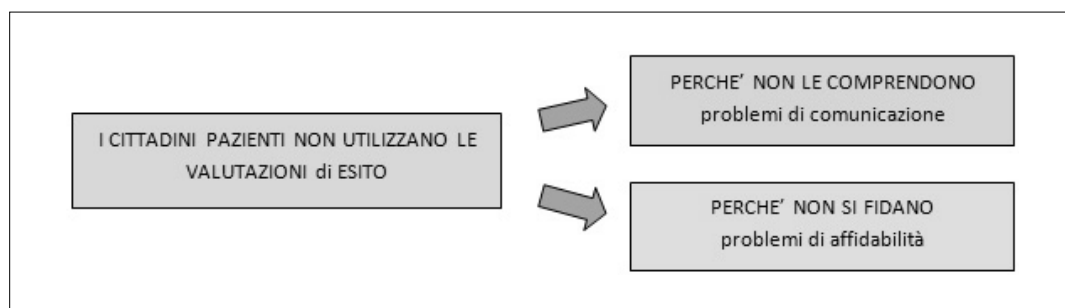 I CITTADINI PAZIENTI NON UTILIZZANO LE
VALUTAZIONI di ESITO
PERCHE’ NON LE COMPRENDONO
problemi di comunicazione
PERCHE’ NON SI FIDANO
problemi di affidabilità